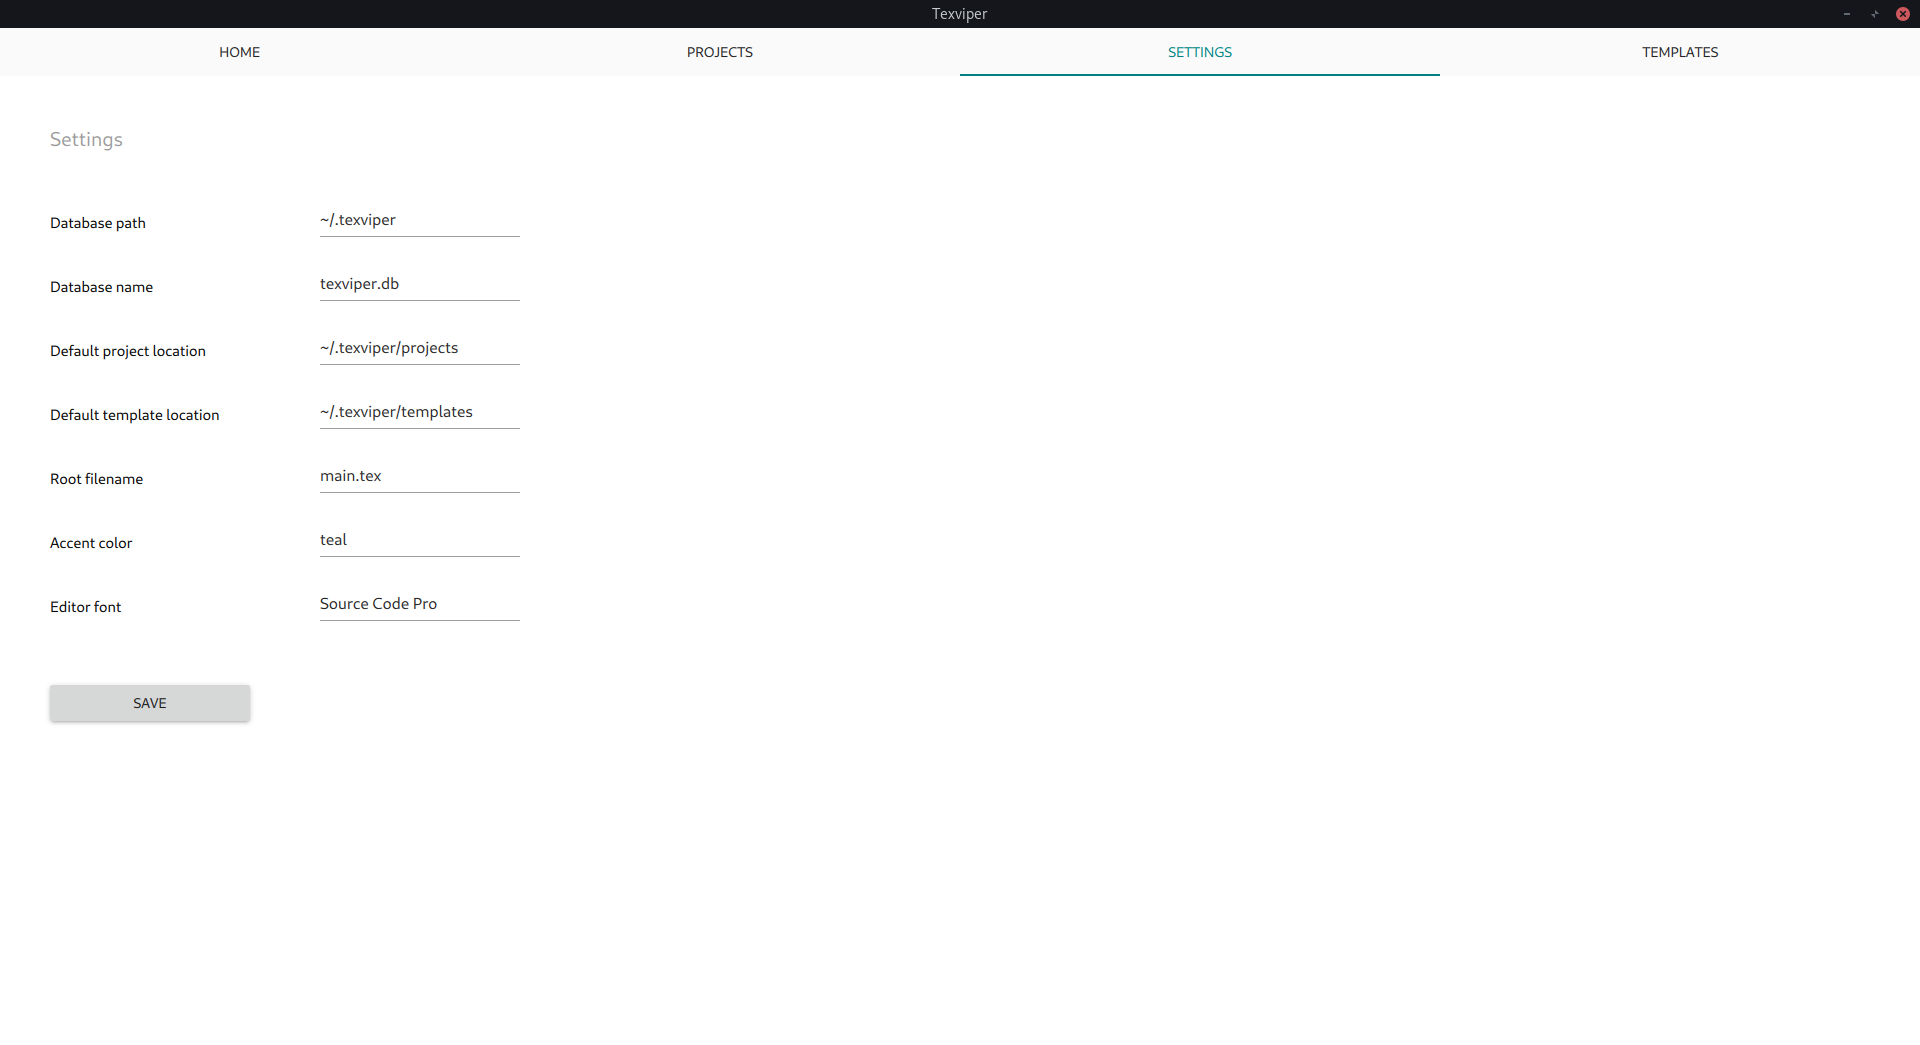 Texviper
HOME PROJECTS SETTINGS TEMPLATES
Settings
Database path ~/.texviper
Database name texviper.db
Default project location ~/.texviper/projects
Default template location ~/.texviper/templates
Root filename main.tex
Accent color teal
Editor font Source Code Pro
SAVE